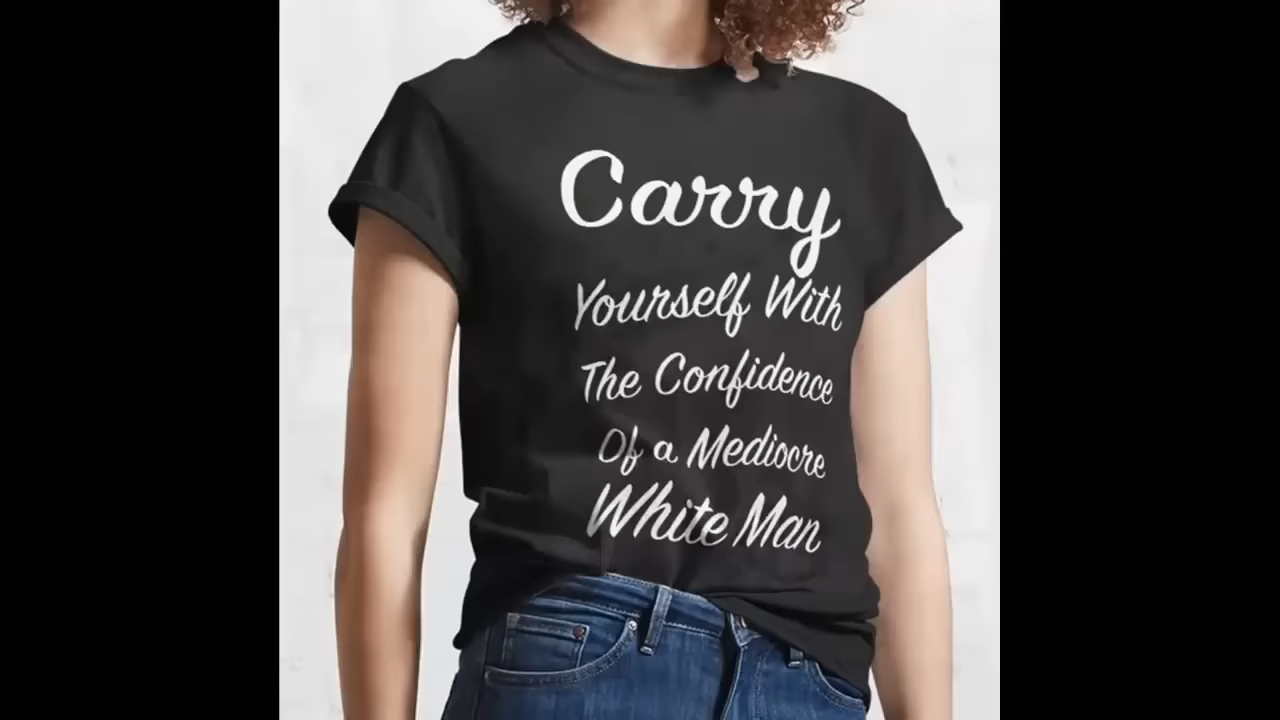 Carry
Yourself With
The Confidence
Of a Mediocre
White Man